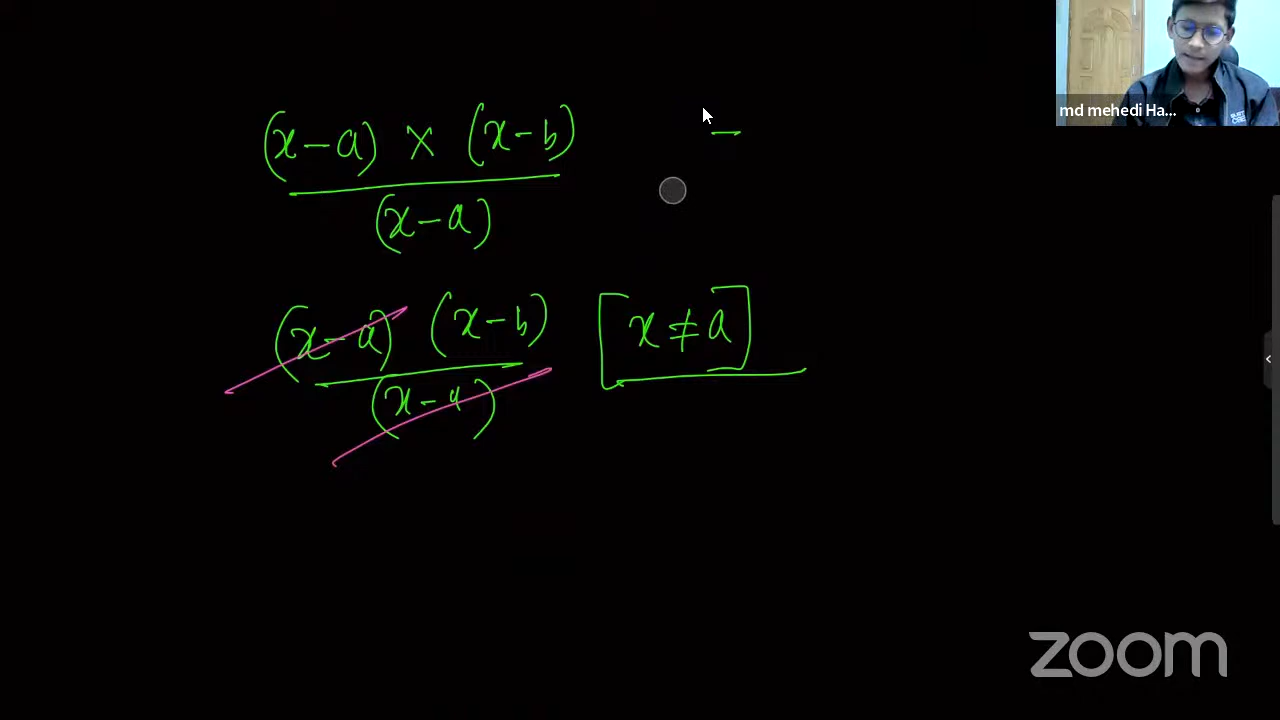 md mehedi Ha...
(x-a) × (x-b)
(x-a)
(x-a) (x-b) [x≠a]
(x-a)
zoom